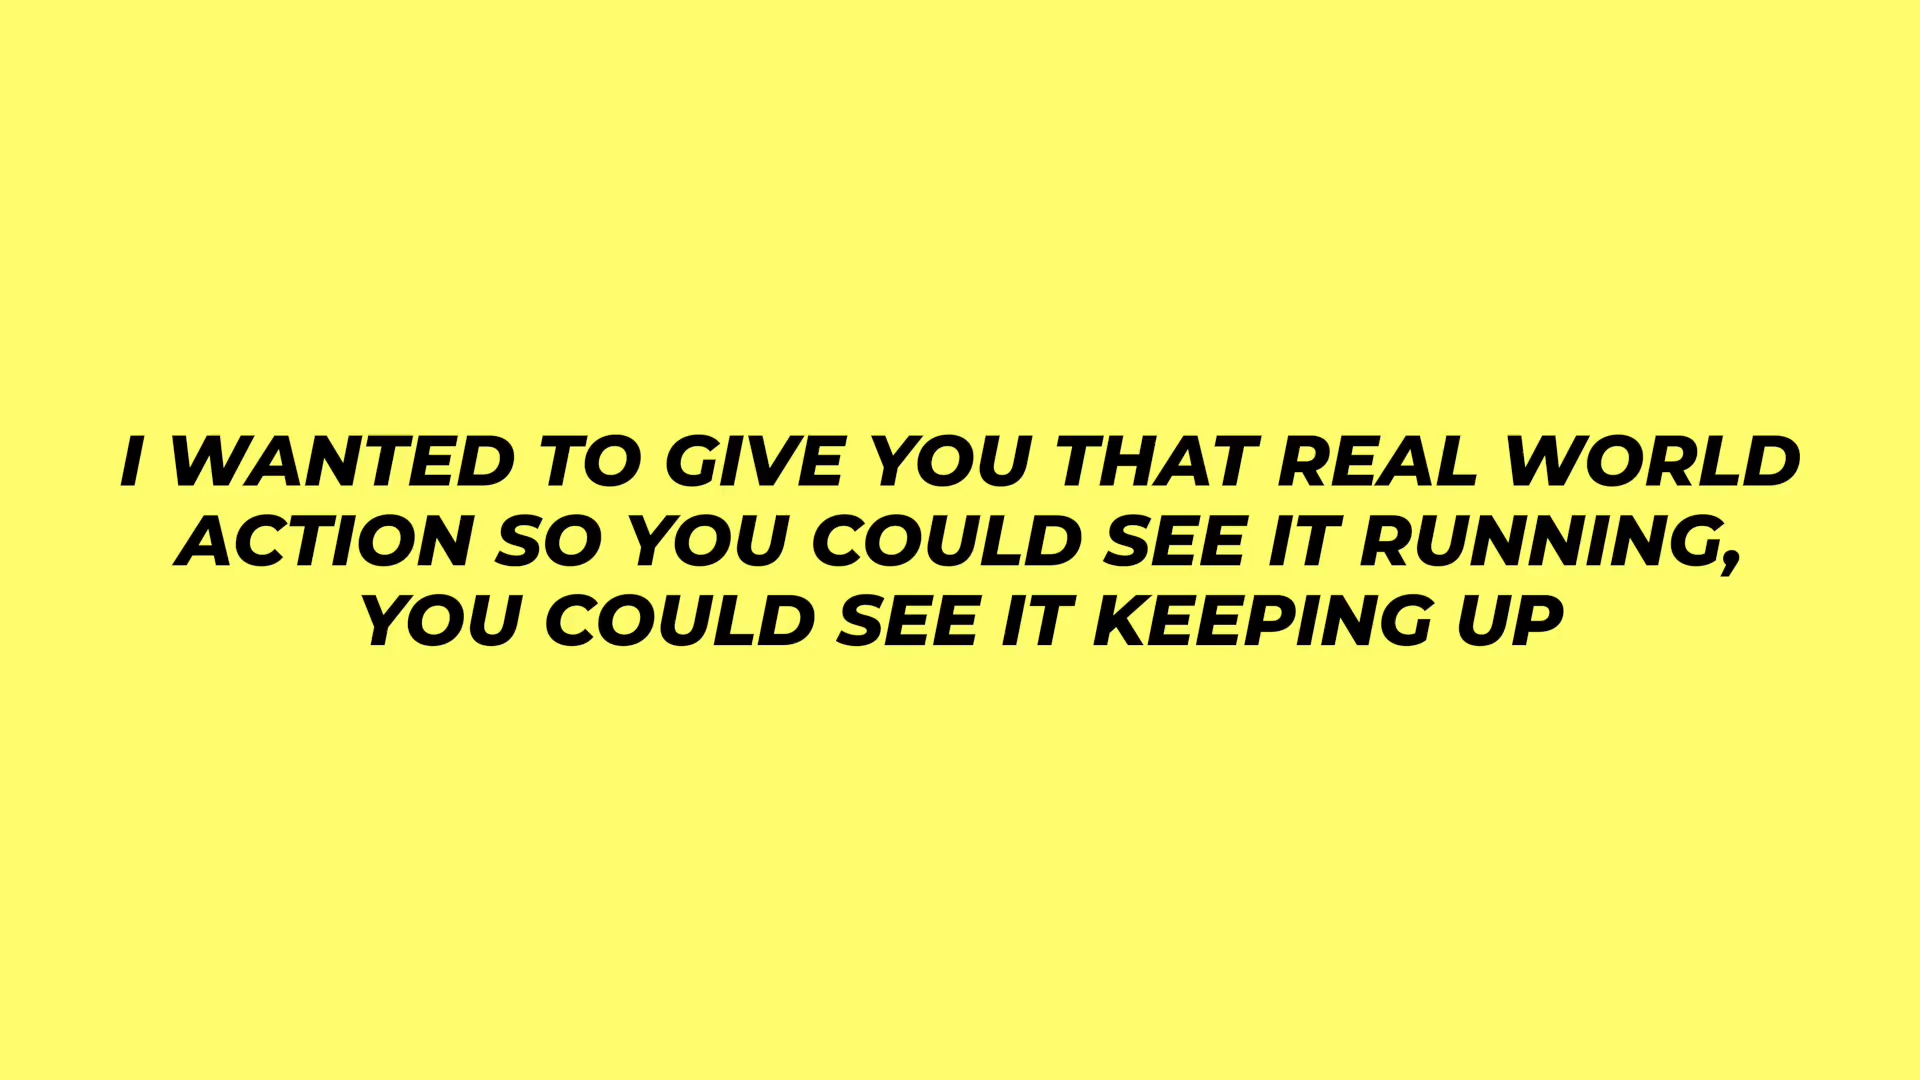 I WANTED TO GIVE YOU THAT REAL WORLD
ACTION SO YOU COULD SEE IT RUNNING,
YOU COULD SEE IT KEEPING UP